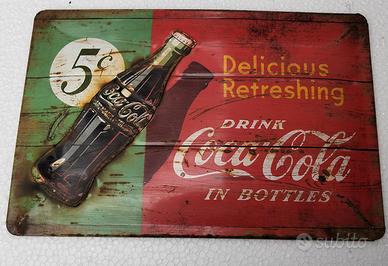 5¢
Delicious
Refreshing
DRINK
Coca-Cola
IN BOTTLES
Coca-Cola
subito